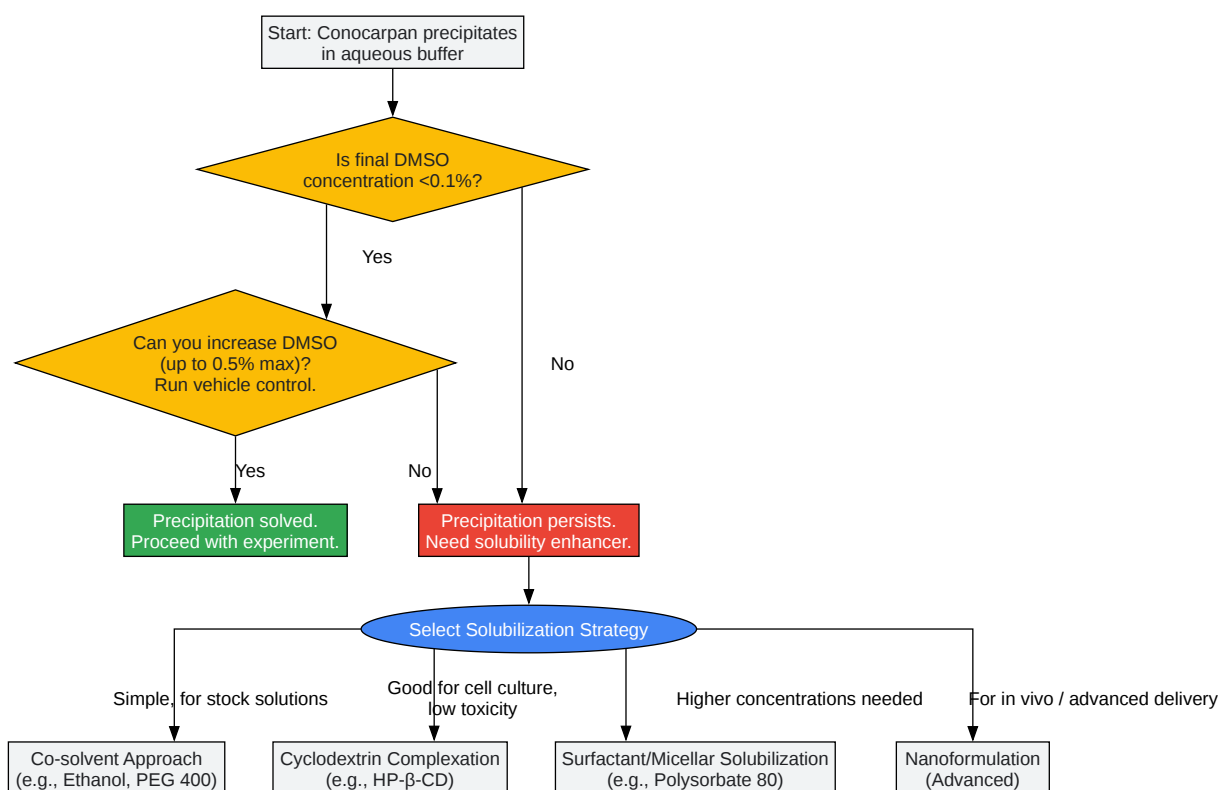 Start: Conocarpan precipitates
in aqueous buffer
Is final DMSO
concentration <0.1%?
Yes
Can you increase DMSO
(up to 0.5% max)?
Run vehicle control.
No
Yes
No
Precipitation solved.
Proceed with experiment.
Precipitation persists.
Need solubility enhancer.
Select Solubilization Strategy
Simple, for stock solutions
Good for cell culture,
low toxicity
Higher concentrations needed
For in vivo / advanced delivery
Co-solvent Approach
(e.g., Ethanol, PEG 400)
Cyclodextrin Complexation
(e.g., HP-β-CD)
Surfactant/Micellar Solubilization
(e.g., Polysorbate 80)
Nanoformulation
(Advanced)